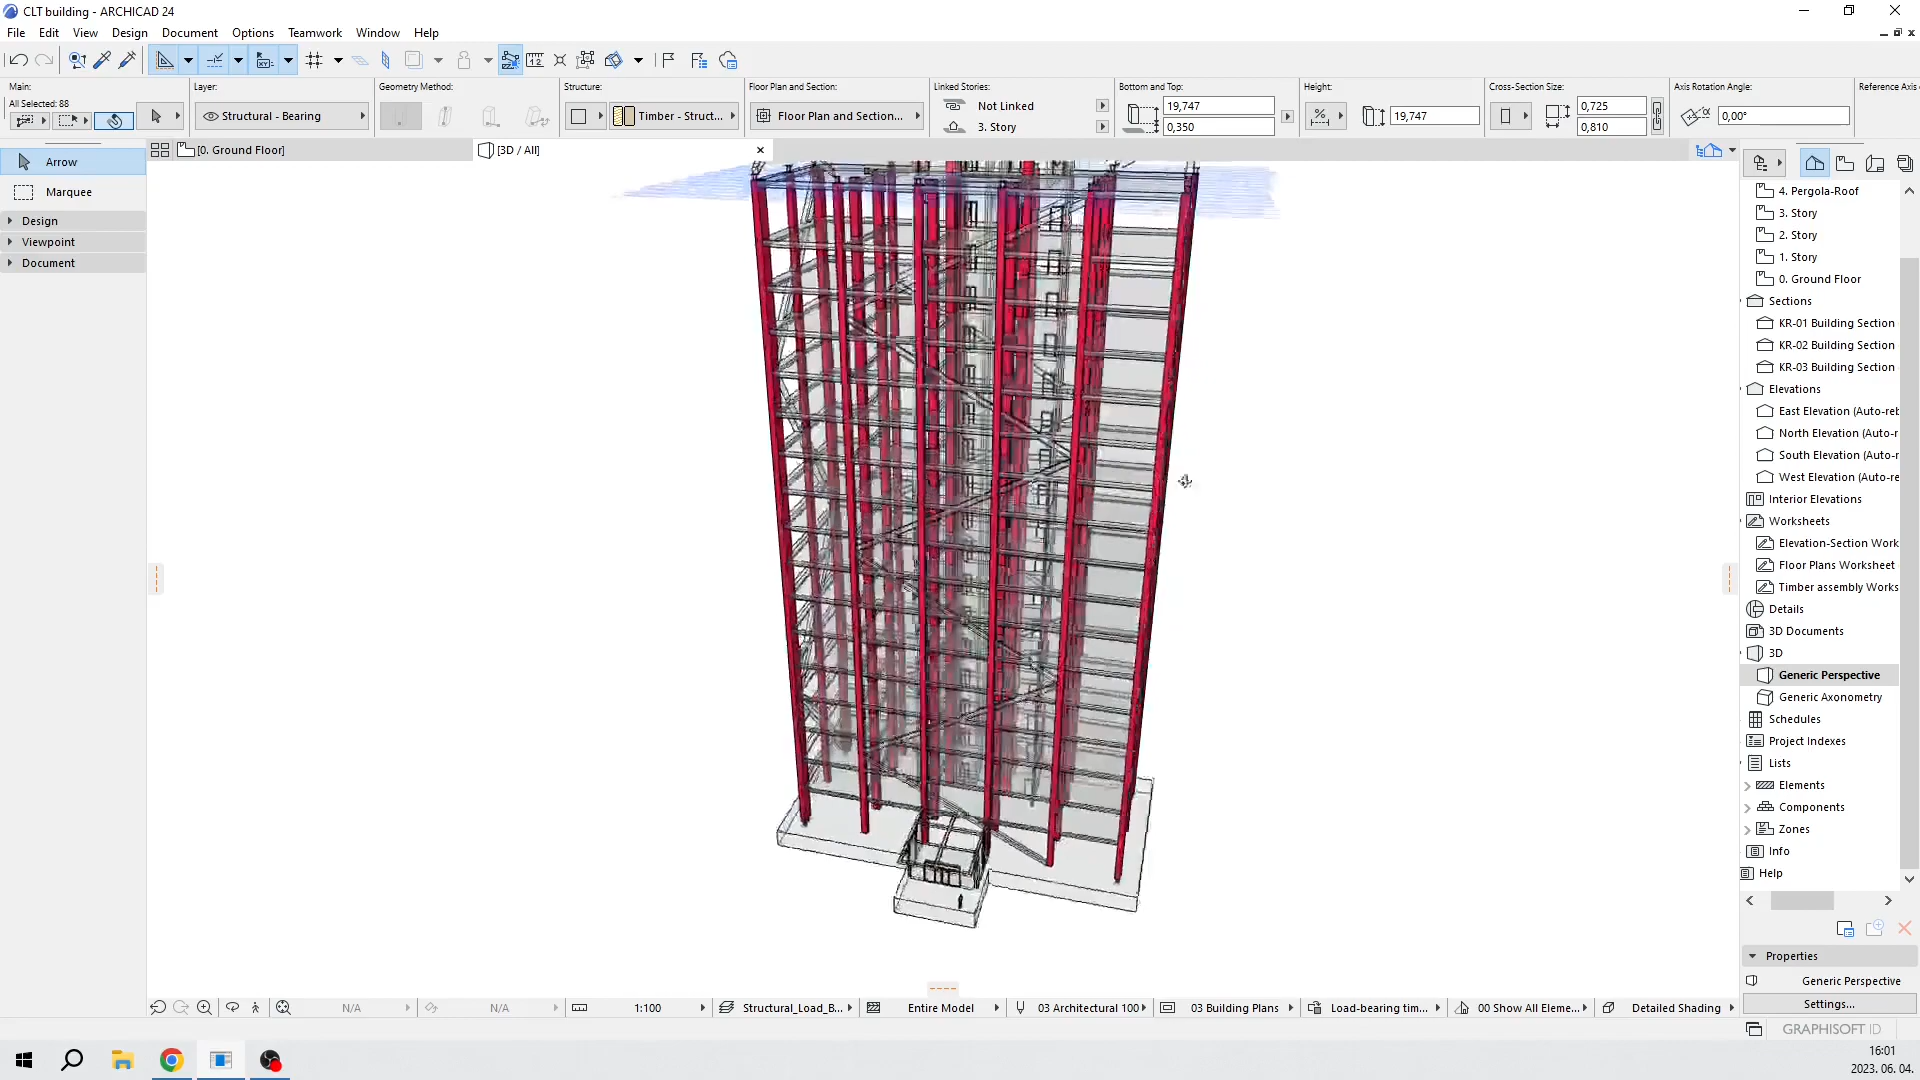 CLT building - ARCHICAD 24
File Edit View Design Document Options Teamwork Window Help
Main:
All Selected: 88
Layer:
Structural - Bearing
Geometry Method:
Structure:
Timber - Struct...
Floor Plan and Section:
Floor Plan and Section...
Linked Stories:
Not Linked
3. Story
Bottom and Top:
19,747
0,350
Height:
19,747
Cross-Section Size:
0,725
0,810
Axis Rotation Angle:
0,00°
Reference Axis
[0. Ground Floor]
[3D / All]
Arrow
Marquee
Design
Viewpoint
Document
4. Pergola-Roof
3. Story
2. Story
1. Story
0. Ground Floor
Sections
KR-01 Building Section
KR-02 Building Section
KR-03 Building Section
Elevations
East Elevation (Auto-reb
North Elevation (Auto-r
South Elevation (Auto-r
West Elevation (Auto-re
Interior Elevations
Worksheets
Elevation-Section Work
Floor Plans Worksheet
Timber assembly Works
Details
3D Documents
3D
Generic Perspective
Generic Axonometry
Schedules
Project Indexes
Lists
Elements
Components
Zones
Info
Help
Properties
Generic Perspective
Settings...
N/A
N/A
1:100
Structural_Load_B...
Entire Model
03 Architectural 100
03 Building Plans
Load-bearing tim...
00 Show All Eleme...
Detailed Shading
GRAPHISOFT ID
16:01
2023. 06. 04.